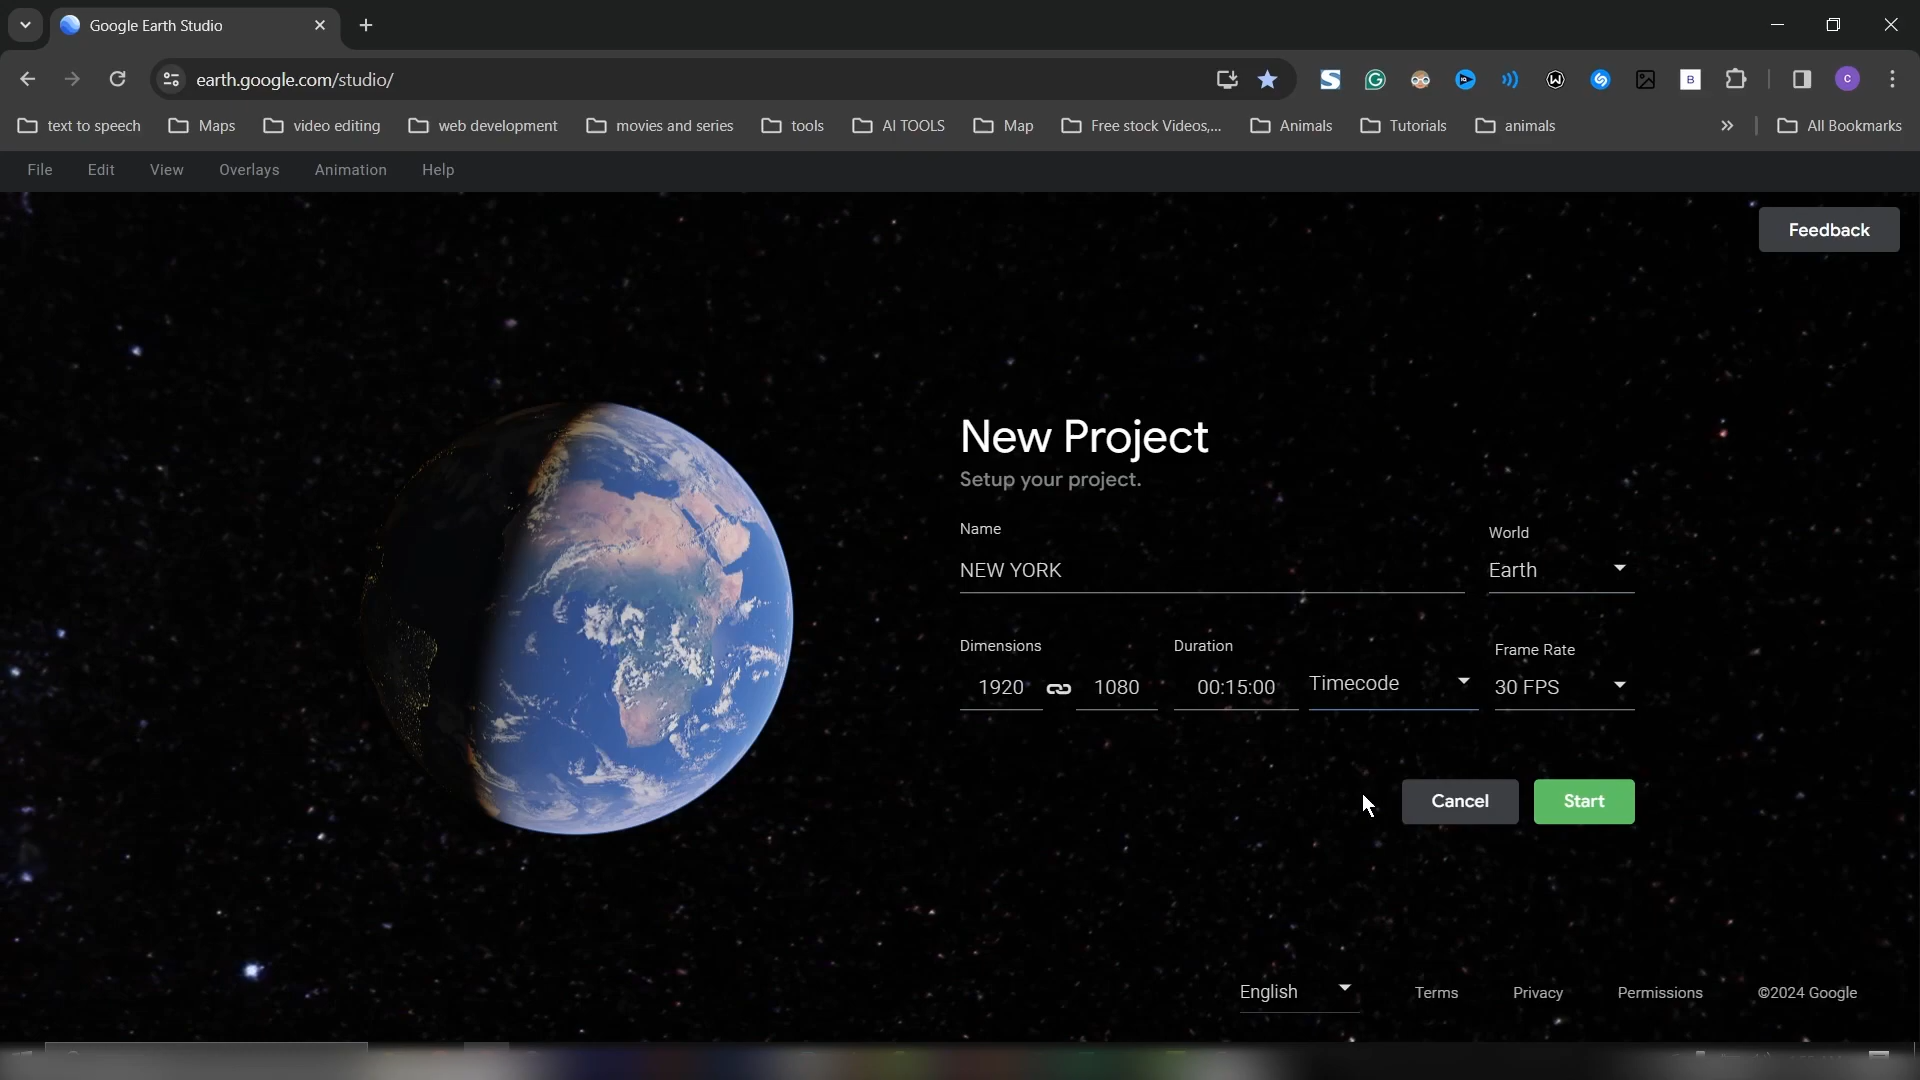 Google Earth Studio
earth.google.com/studio/
text to speech
Maps
video editing
web development
movies and series
tools
AI TOOLS
Map
Free stock Videos,...
Animals
Tutorials
animals
All Bookmarks
File Edit View Overlays Animation Help
Feedback
New Project
Setup your project.
Name
World
NEW YORK
Earth
Dimensions
Duration
Frame Rate
1920
1080
00:15:00
Timecode
30 FPS
Cancel
Start
English
Terms
Privacy
Permissions
©2024 Google